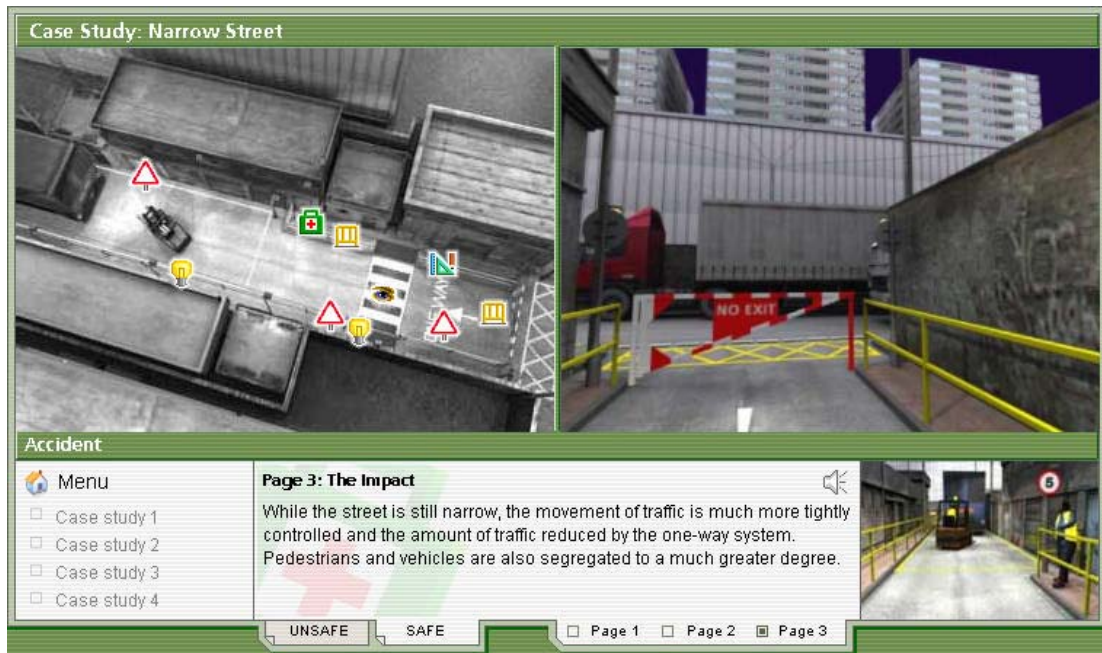 Case Study: Narrow Street
NO EXIT
Accident
Menu
Case study 1
Case study 2
Case study 3
Case study 4
Page 3: The Impact
While the street is still narrow, the movement of traffic is much more tightly
controlled and the amount of traffic reduced by the one-way system.
Pedestrians and vehicles are also segregated to a much greater degree.
5
UNSAFE
SAFE
Page 1
Page 2
Page 3